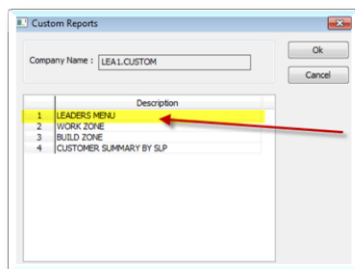 Custom Reports
Company Name : LEA1.CUSTOM
Ok
Cancel
Description
1 LEADERS MENU
2 WORK ZONE
3 BUILD ZONE
4 CUSTOMER SUMMARY BY SLP